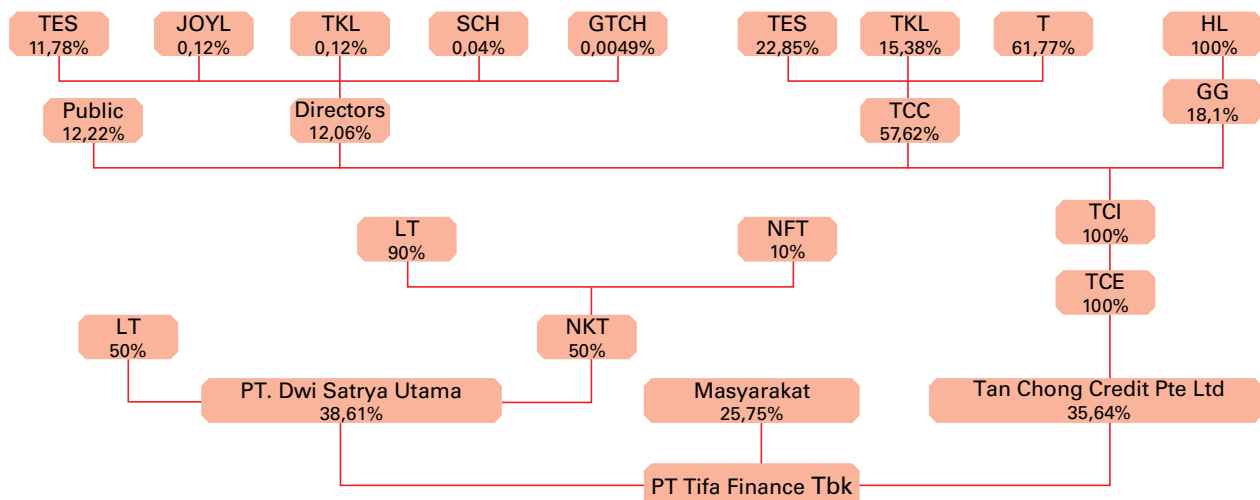 TES
11,78%
JOYL
0,12%
TKL
0,12%
SCH
0,04%
GTCH
0,0049%
TES
22,85%
TKL
15,38%
T
61,77%
HL
100%
Public
12,22%
Directors
12,06%
TCC
57,62%
GG
18,1%
TCI
100%
LT
90%
NFT
10%
TCE
100%
LT
50%
NKT
50%
PT. Dwi Satrya Utama
38,61%
Masyarakat
25,75%
Tan Chong Credit Pte Ltd
35,64%
PT Tifa Finance Tbk